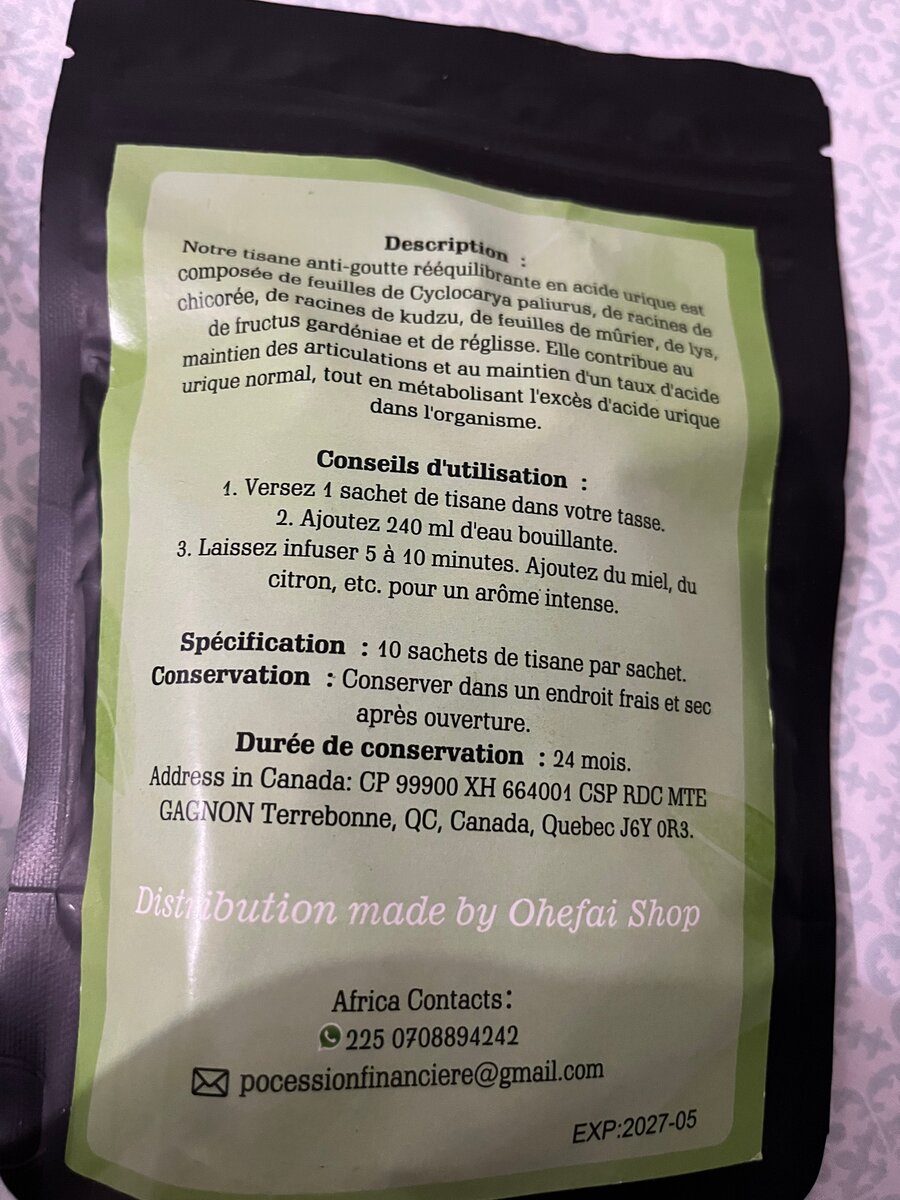 Description :
Notre tisane anti-goutte rééquilibrante en acide urique est
composée de feuilles de Cyclocarya paliurus, de racines de
chicorée, de racines de kudzu, de feuilles de mûrier, de lys,
de fructus gardéniae et de réglisse. Elle contribue au
maintien des articulations et au maintien d'un taux d'acide
urique normal, tout en métabolisant l'excès d'acide urique
dans l'organisme.
Conseils d'utilisation :
1. Versez 1 sachet de tisane dans votre tasse.
2. Ajoutez 240 ml d'eau bouillante.
3. Laissez infuser 5 à 10 minutes. Ajoutez du miel, du
citron, etc. pour un arôme intense.
Spécification : 10 sachets de tisane par sachet.
Conservation : Conserver dans un endroit frais et sec
après ouverture.
Durée de conservation : 24 mois.
Address in Canada: CP 99900 XH 664001 CSP RDC MTE
GAGNON Terrebonne, QC, Canada, Quebec J6Y 0R3.
Distribution made by Ohefai Shop
Africa Contacts:
225 0708894242
pocessionfinanciere@gmail.com
EXP:2027-05